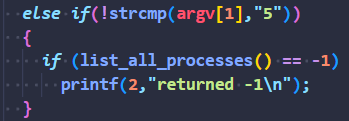 else if(!strcmp(argv[1],"5"))
{
if (list_all_processes() == -1)
printf(2,"returned -1\n");
}